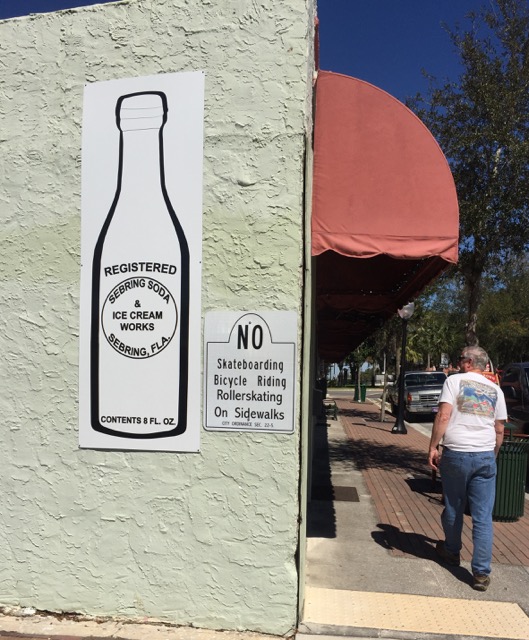 REGISTERED
SEBRING SODA
&
ICE CREAM
WORKS
SEBRING, FLA.
CONTENTS 8 FL. OZ.
NO
Skateboarding
Bicycle Riding
Rollerskating
On Sidewalks
CITY ORDINANCE SEC. 22-5